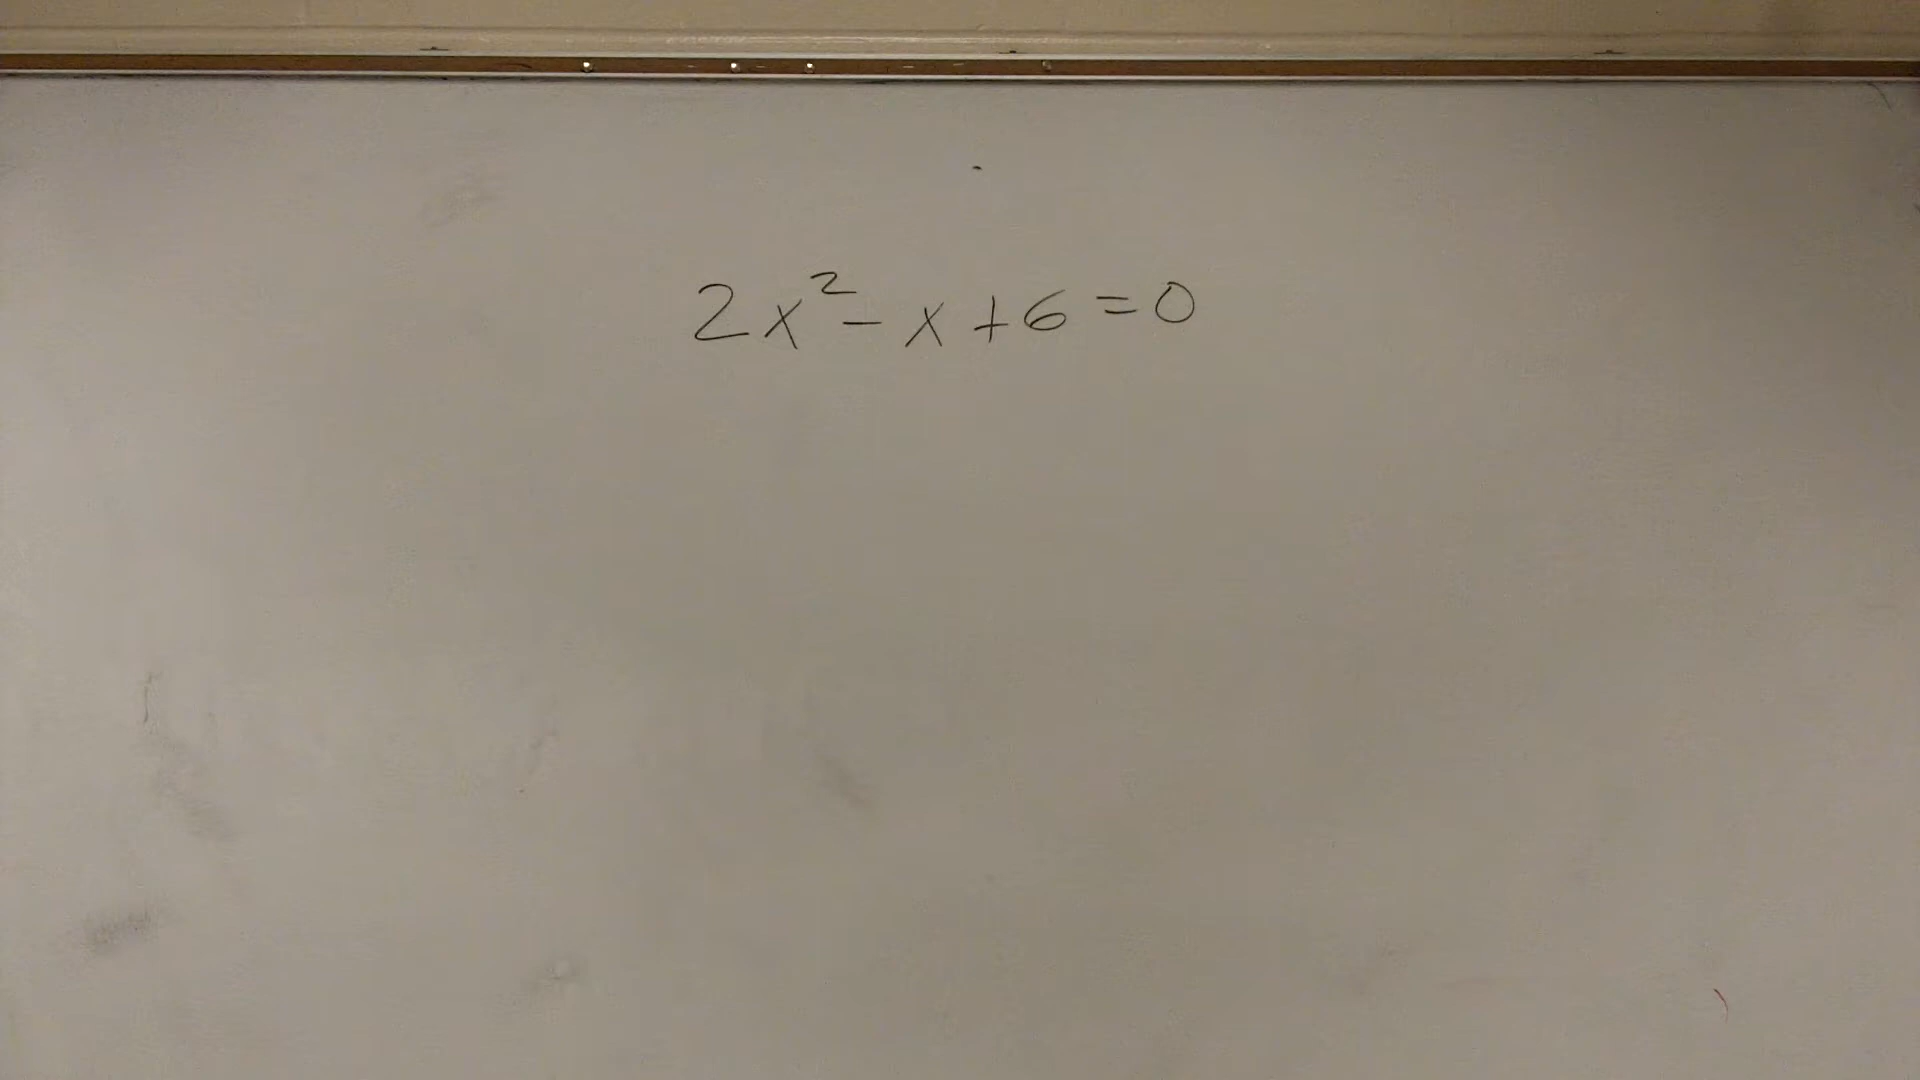 2x² - x + 6 = 0